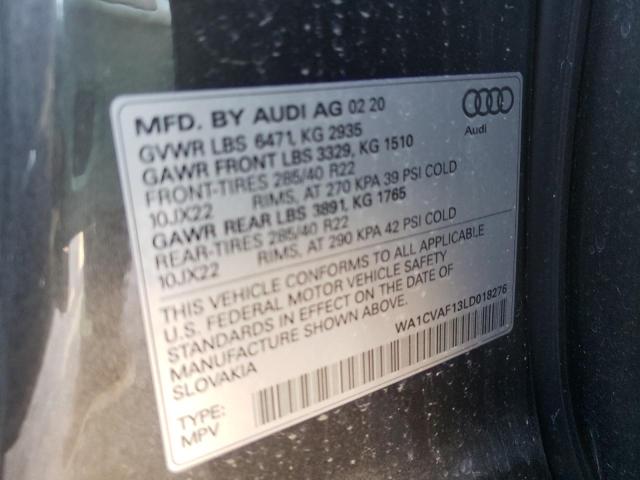 MFD. BY AUDI AG 02 20
GVWR LBS 6471, KG 2935
GAWR FRONT LBS 3329, KG 1510
FRONT-TIRES 285/40 R22
10JX22 RIMS, AT 270 KPA 39 PSI COLD
GAWR REAR LBS 3891, KG 1765
REAR-TIRES 285/40 R22
10JX22 RIMS, AT 290 KPA 42 PSI COLD
Audi
THIS VEHICLE CONFORMS TO ALL APPLICABLE
U.S. FEDERAL MOTOR VEHICLE SAFETY
STANDARDS IN EFFECT ON THE DATE OF
MANUFACTURE SHOWN ABOVE.
SLOVAKIA
WA1CVAF13LD018276
TYPE:
MPV